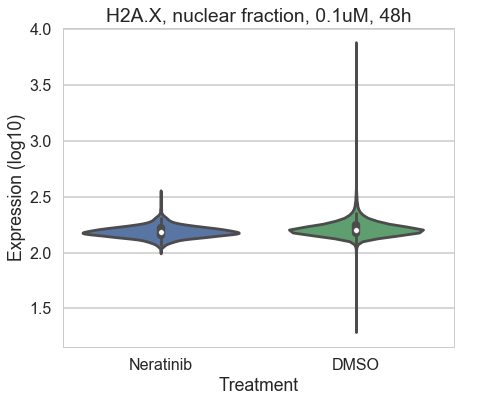 H2A.X, nuclear fraction, 0.1uM, 48h
4.0
3.5
3.0
2.5
2.0
1.5
Expression (log10)
Neratinib DMSO
Treatment